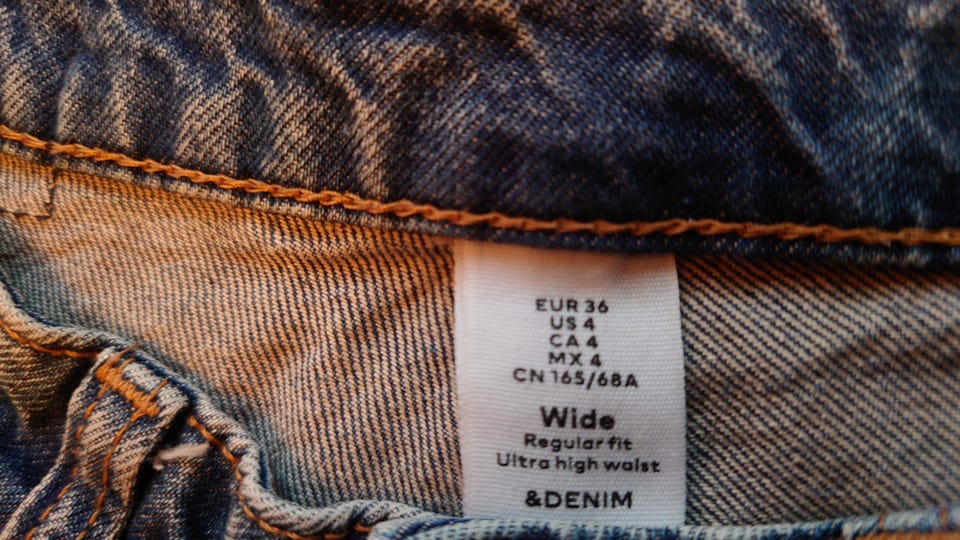 EUR 36
US 4
CA 4
MX 4
CN 165/68A
Wide
Regular fit
Ultra high waist
&DENIM